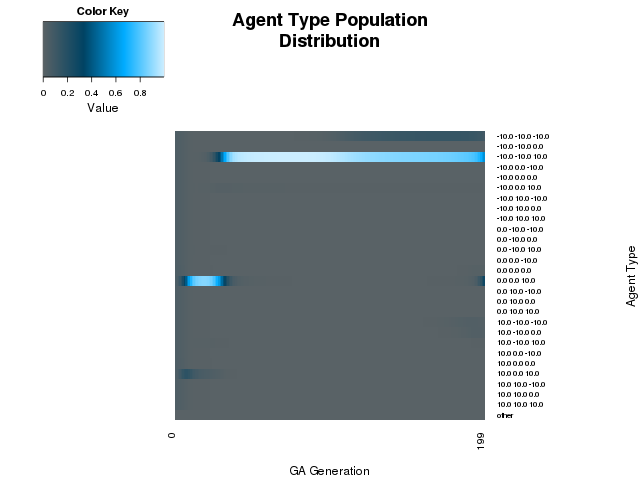 Color Key
Agent Type Population
Distribution
0 0.2 0.4 0.6 0.8
Value
-10.0 -10.0 -10.0
-10.0 -10.0 0.0
-10.0 -10.0 10.0
-10.0 0.0 -10.0
-10.0 0.0 0.0
-10.0 0.0 10.0
-10.0 10.0 -10.0
-10.0 10.0 0.0
-10.0 10.0 10.0
0.0 -10.0 -10.0
0.0 -10.0 0.0
0.0 -10.0 10.0
0.0 0.0 -10.0
0.0 0.0 0.0
0.0 0.0 10.0
0.0 10.0 -10.0
0.0 10.0 0.0
0.0 10.0 10.0
10.0 -10.0 -10.0
10.0 -10.0 0.0
10.0 -10.0 10.0
10.0 0.0 -10.0
10.0 0.0 0.0
10.0 0.0 10.0
10.0 10.0 -10.0
10.0 10.0 0.0
10.0 10.0 10.0
other
Agent Type
0 199
GA Generation